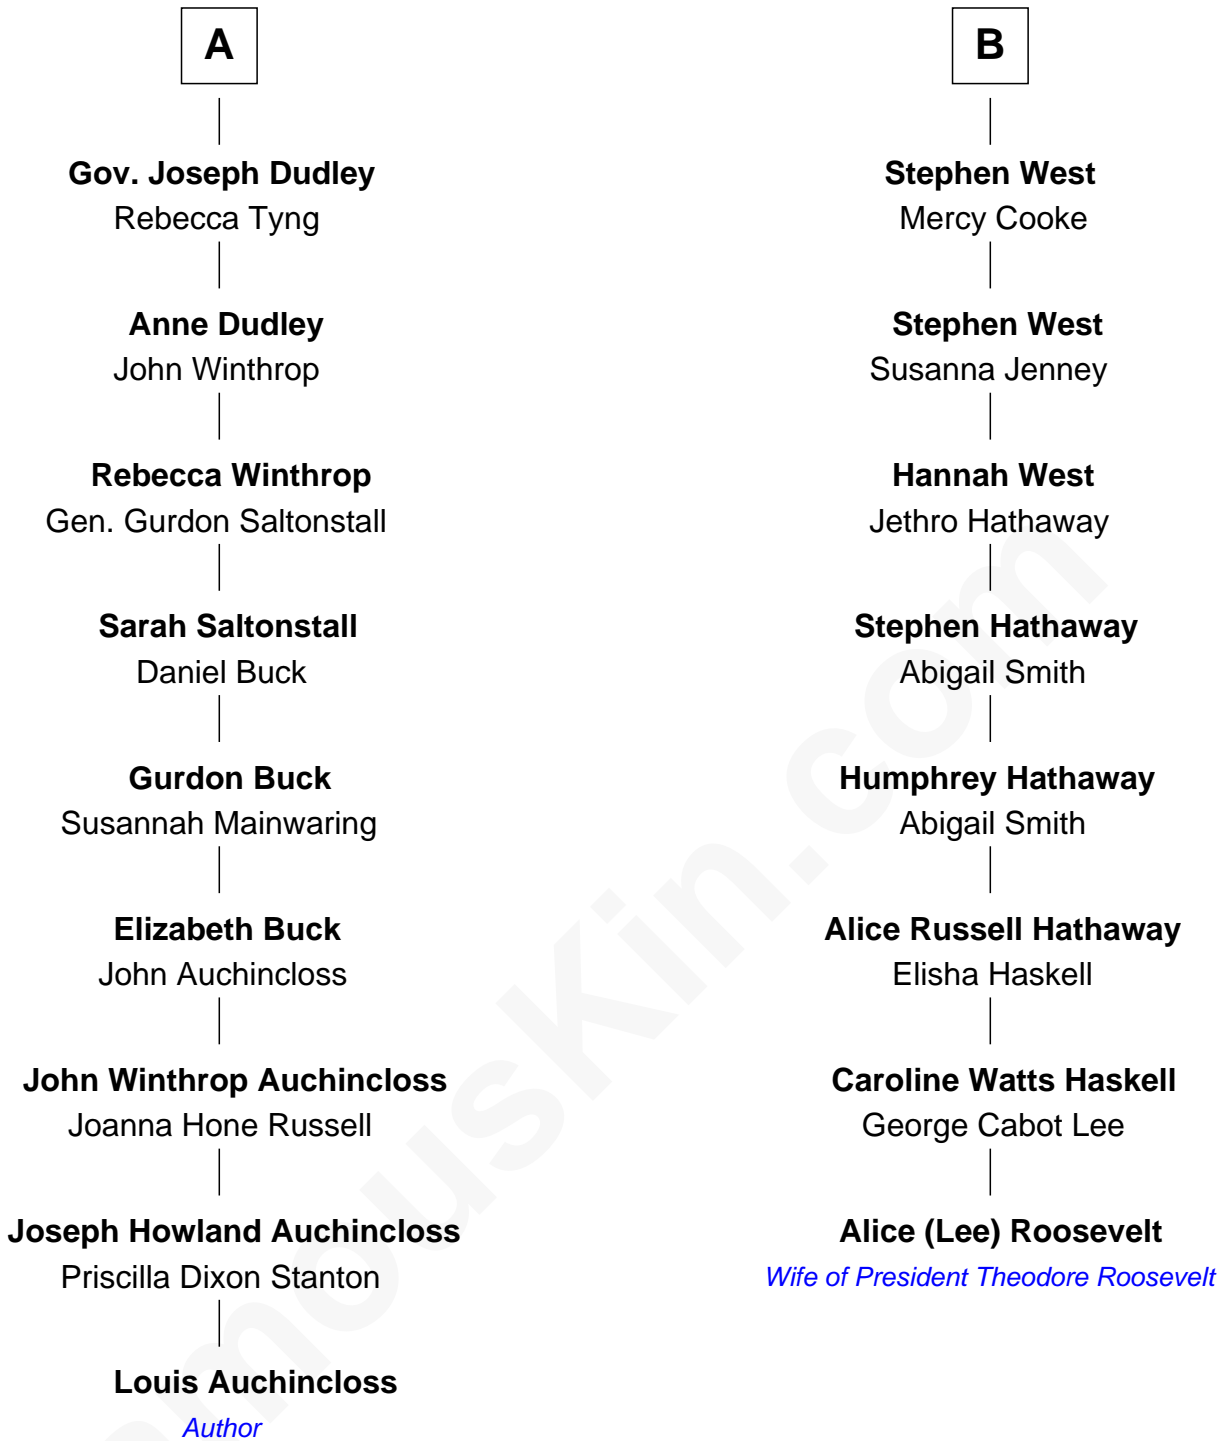 A
Gov. Joseph Dudley
Rebecca Tyng
Anne Dudley
John Winthrop
Rebecca Winthrop
Gen. Gurdon Saltonstall
Sarah Saltonstall
Daniel Buck
Gurdon Buck
Susannah Mainwaring
Elizabeth Buck
John Auchincloss
John Winthrop Auchincloss
Joanna Hone Russell
Joseph Howland Auchincloss
Priscilla Dixon Stanton
Louis Auchincloss
Author
B
Stephen West
Mercy Cooke
Stephen West
Susanna Jenney
Hannah West
Jethro Hathaway
Stephen Hathaway
Abigail Smith
Humphrey Hathaway
Abigail Smith
Alice Russell Hathaway
Elisha Haskell
Caroline Watts Haskell
George Cabot Lee
Alice (Lee) Roosevelt
Wife of President Theodore Roosevelt
amousKin.com